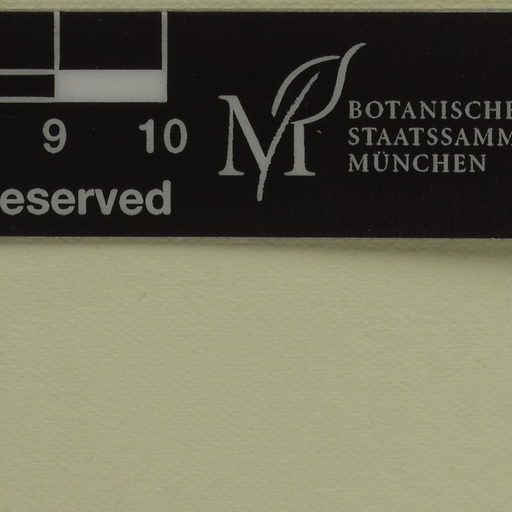 9 10
eserved
BOTANISCHE
STAATSSAMM
MÜNCHEN